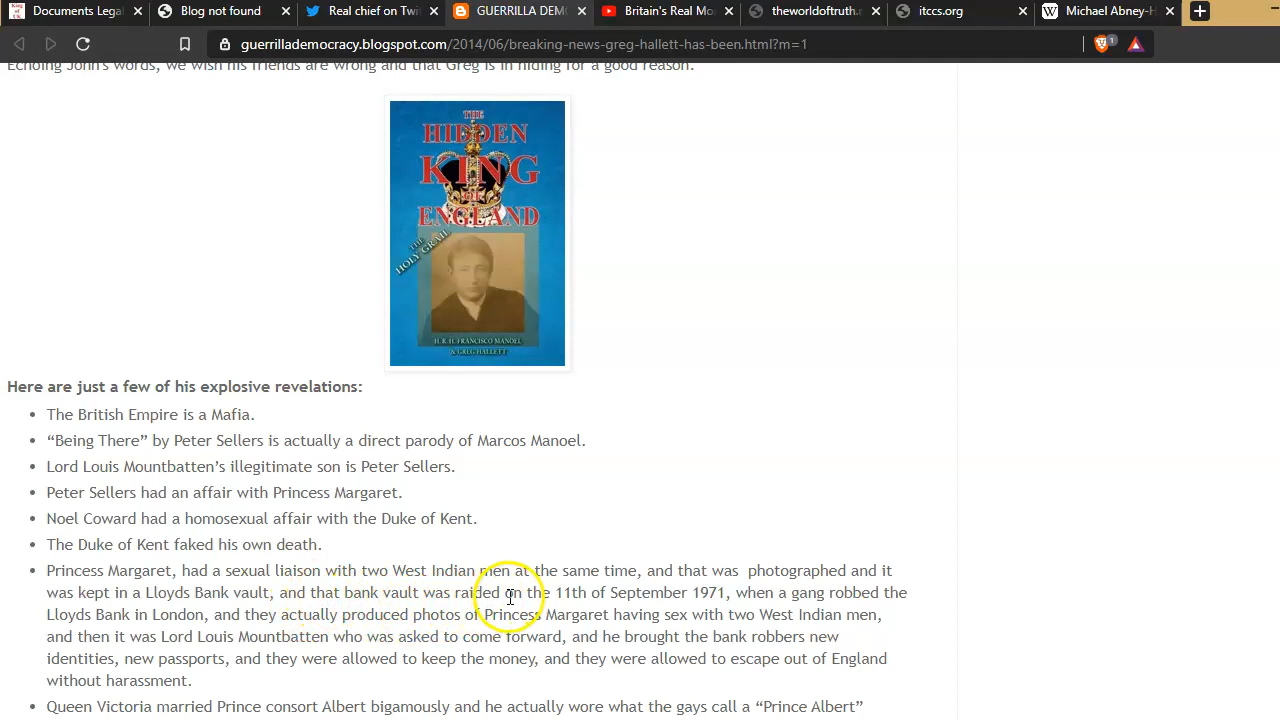 King of UK
Documents Legal
Blog not found
Real chief on Twit
GUERRILLA DEMO
Britain's Real Mo
theworldoftruth.
itccs.org
W
Michael Abney-H
guerrillademocracy.blogspot.com/2014/06/breaking-news-greg-hallett-has-been.html?m=1
1
Echoing John's words, we wish his friends are wrong and that Greg is in hiding for a good reason.
THE
HIDDEN
KING
OF
ENGLAND
THE
HOLY GRAIL
H. R. H. FRANCISCO MANOEL
& GREG HALLETT
Here are just a few of his explosive revelations:
• The British Empire is a Mafia.
• “Being There” by Peter Sellers is actually a direct parody of Marcos Manoel.
• Lord Louis Mountbatten’s illegitimate son is Peter Sellers.
• Peter Sellers had an affair with Princess Margaret.
• Noel Coward had a homosexual affair with the Duke of Kent.
• The Duke of Kent faked his own death.
• Princess Margaret, had a sexual liaison with two West Indian men at the same time, and that was photographed and it
was kept in a Lloyds Bank vault, and that bank vault was raided on the 11th of September 1971, when a gang robbed the
Lloyds Bank in London, and they actually produced photos of Princess Margaret having sex with two West Indian men,
and then it was Lord Louis Mountbatten who was asked to come forward, and he brought the bank robbers new
identities, new passports, and they were allowed to keep the money, and they were allowed to escape out of England
without harassment.
• Queen Victoria married Prince consort Albert bigamously and he actually wore what the gays call a “Prince Albert”